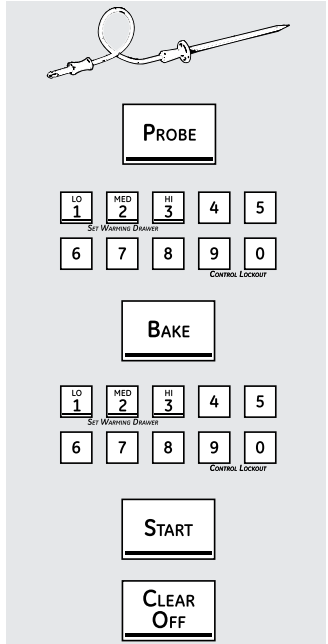 PROBE
LO MED HI
1 2 3 4 5
SET WARMING DRAWER
6 7 8 9 0
CONTROL LOCKOUT
BAKE
LO MED HI
1 2 3 4 5
SET WARMING DRAWER
6 7 8 9 0
CONTROL LOCKOUT
START
CLEAR
OFF